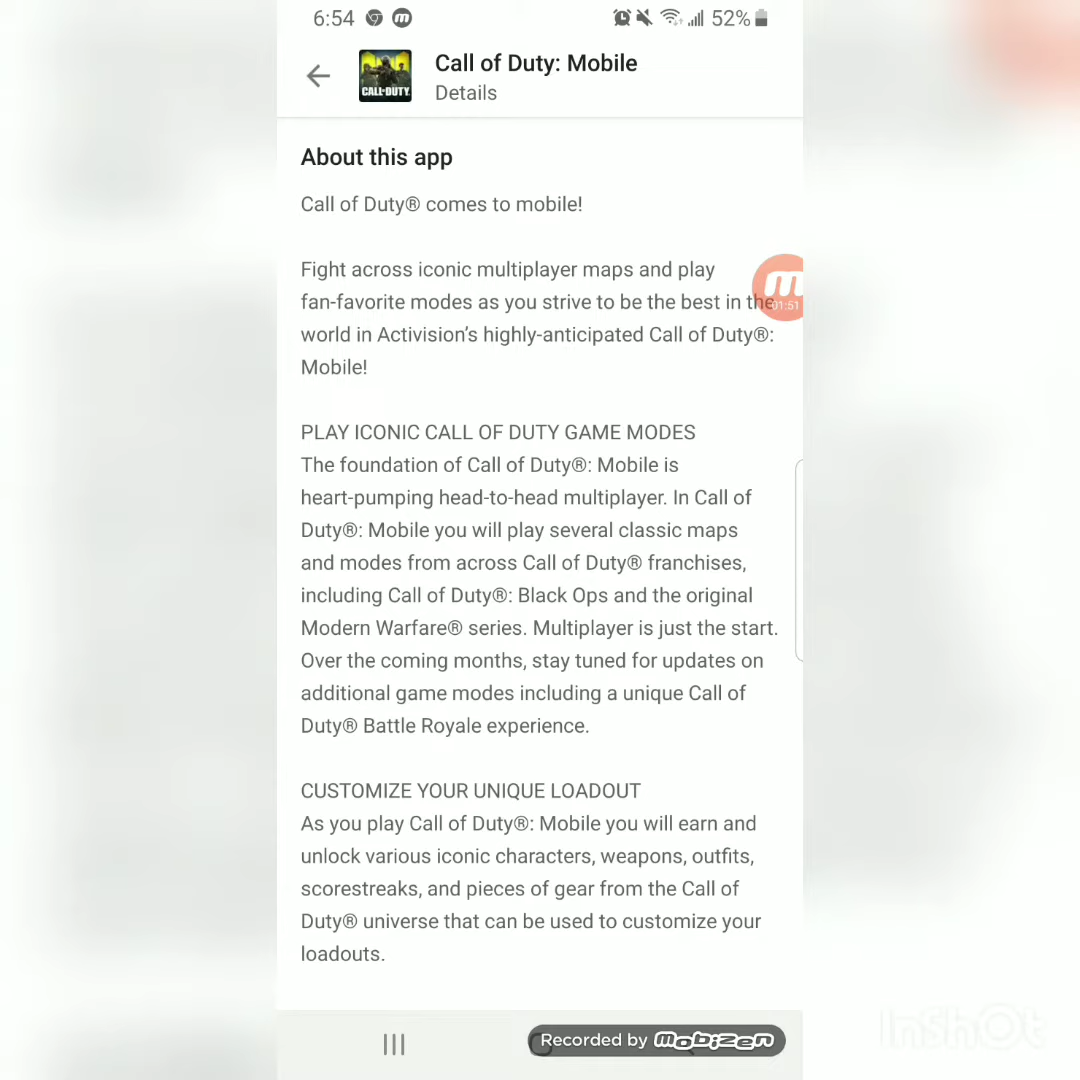 6:54 m 52%
Call of Duty: Mobile
CALL OF DUTY
Details
About this app
Call of Duty® comes to mobile!
Fight across iconic multiplayer maps and play
fan-favorite modes as you strive to be the best in the
world in Activision’s highly-anticipated Call of Duty®:
Mobile!
m
01:51
PLAY ICONIC CALL OF DUTY GAME MODES
The foundation of Call of Duty®: Mobile is
heart-pumping head-to-head multiplayer. In Call of
Duty®: Mobile you will play several classic maps
and modes from across Call of Duty® franchises,
including Call of Duty®: Black Ops and the original
Modern Warfare® series. Multiplayer is just the start.
Over the coming months, stay tuned for updates on
additional game modes including a unique Call of
Duty® Battle Royale experience.
CUSTOMIZE YOUR UNIQUE LOADOUT
As you play Call of Duty®: Mobile you will earn and
unlock various iconic characters, weapons, outfits,
scorestreaks, and pieces of gear from the Call of
Duty® universe that can be used to customize your
loadouts.
Recorded by mobizen
InShOt